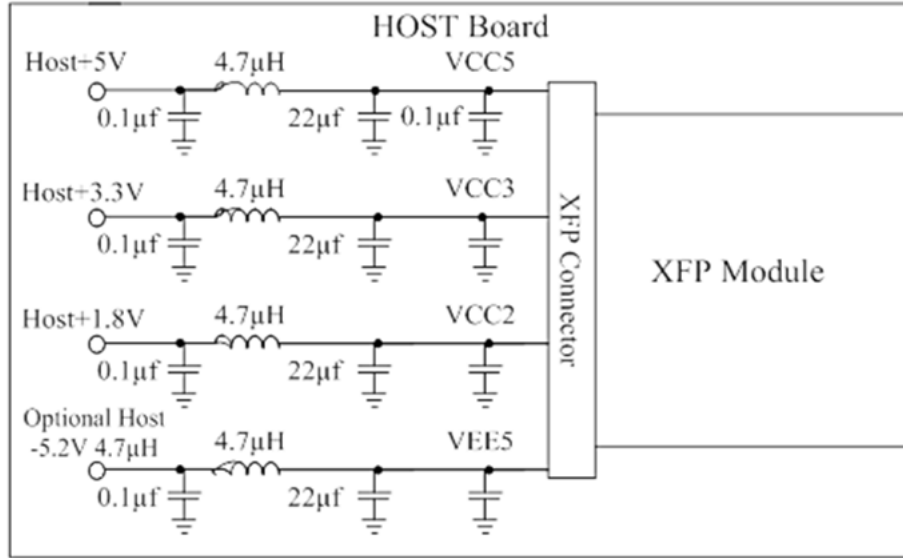 HOST Board
Host+5V
4.7μH
VCC5
0.1μf
22μf
0.1μf
Host+3.3V
4.7μH
VCC3
0.1μf
22μf
Host+1.8V
4.7μH
VCC2
0.1μf
22μf
Optional Host
-5.2V 4.7μH
4.7μH
VEE5
0.1μf
22μf
XFP Connector
XFP Module